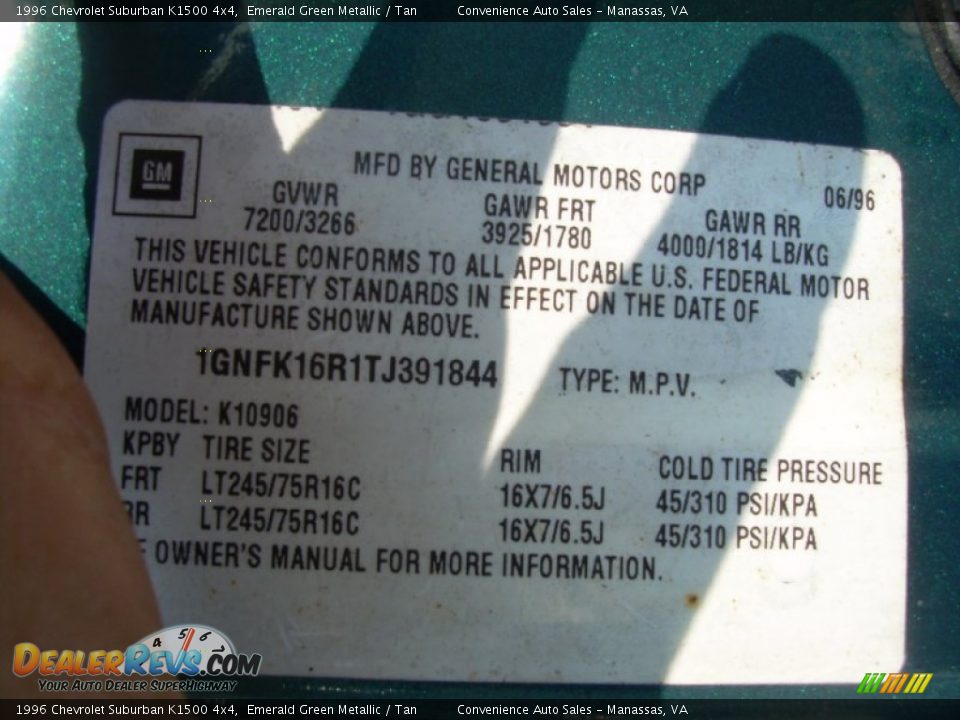 1996 Chevrolet Suburban K1500 4x4, Emerald Green Metallic / Tan Convenience Auto Sales - Manassas, VA
GM
MFD BY GENERAL MOTORS CORP 06/96
GVWR GAWR FRT GAWR RR
7200/3266 3925/1780 4000/1814 LB/KG
THIS VEHICLE CONFORMS TO ALL APPLICABLE U.S. FEDERAL MOTOR
VEHICLE SAFETY STANDARDS IN EFFECT ON THE DATE OF
MANUFACTURE SHOWN ABOVE.
1GNFK16R1TJ391844 TYPE: M.P.V.
MODEL: K10906
KPBY TIRE SIZE RIM COLD TIRE PRESSURE
FRT LT245/75R16C 16X7/6.5J 45/310 PSI/KPA
RR LT245/75R16C 16X7/6.5J 45/310 PSI/KPA
OWNER'S MANUAL FOR MORE INFORMATION.
4 5 6 7
DEALERREVS.COM
YOUR AUTO DEALER SUPERHIGHWAY
1996 Chevrolet Suburban K1500 4x4, Emerald Green Metallic / Tan Convenience Auto Sales - Manassas, VA